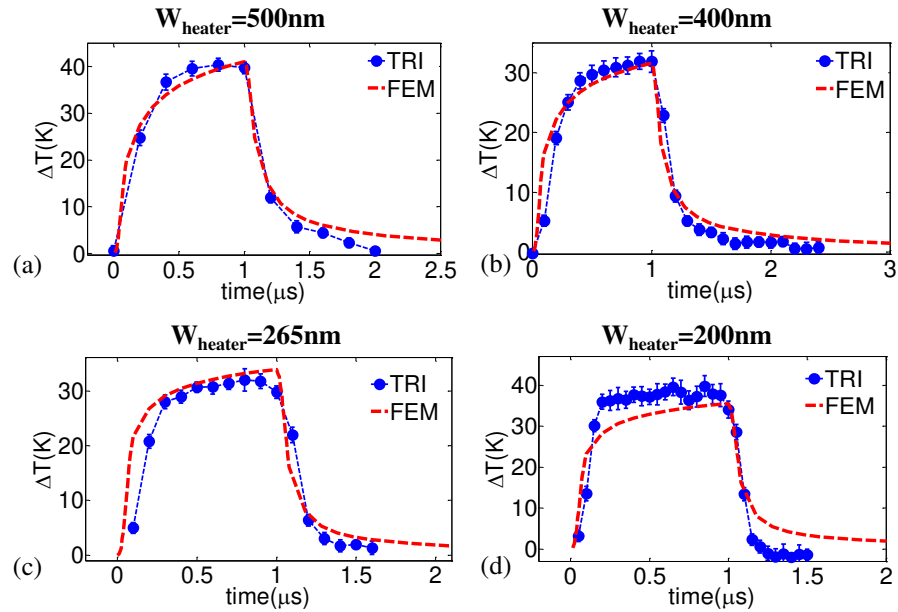 W_heater=500nm
TRI
FEM
ΔT(K)
40
30
20
10
0
0 0.5 1 1.5 2 2.5
time(μs)
(a)
W_heater=400nm
TRI
FEM
ΔT(K)
30
20
10
0
0 1 2 3
time(μs)
(b)
W_heater=265nm
TRI
FEM
ΔT(K)
30
20
10
0
0 0.5 1 1.5 2
time(μs)
(c)
W_heater=200nm
TRI
FEM
ΔT(K)
40
30
20
10
0
0 0.5 1 1.5 2
time(μs)
(d)